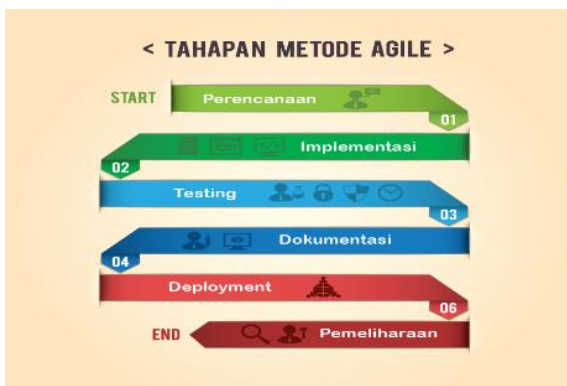 < TAHAPAN METODE AGILE >
START
Perencanaan
01
Implementasi
02
Testing
03
Dokumentasi
04
Deployment
06
END
Pemeliharaan